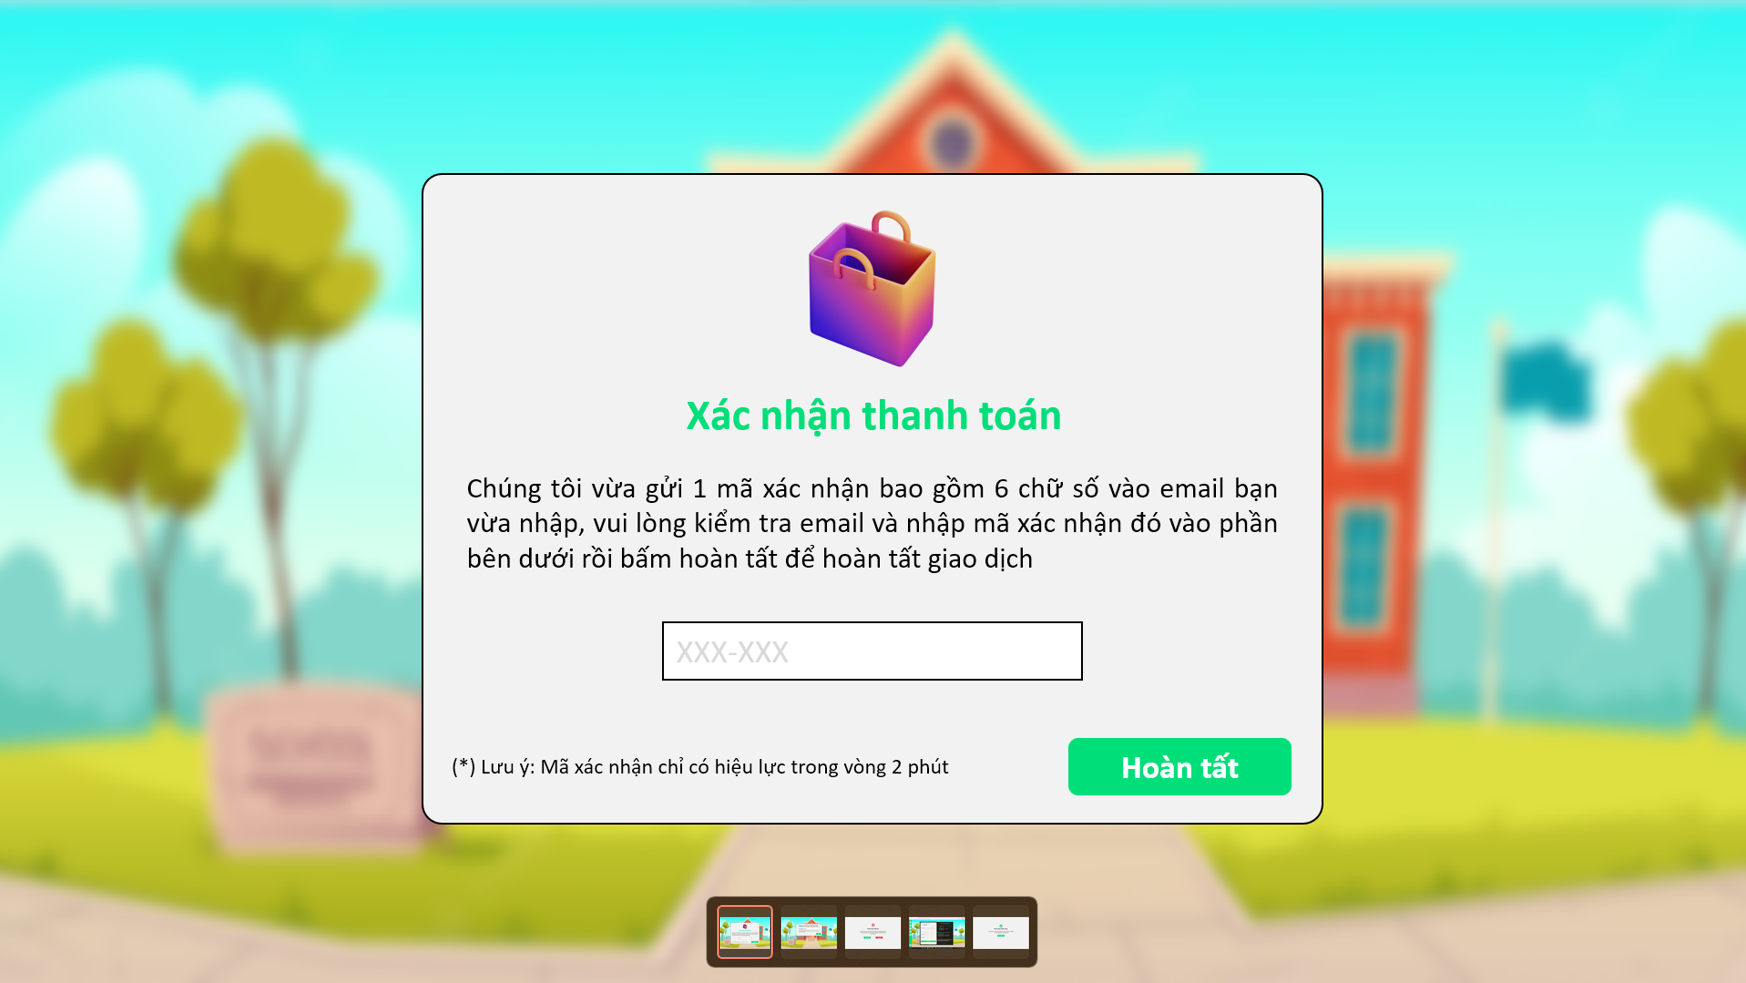 Xác nhận thanh toán
Chúng tôi vừa gửi 1 mã xác nhận bao gồm 6 chữ số vào email bạn
vừa nhập, vui lòng kiểm tra email và nhập mã xác nhận đó vào phần
bên dưới rồi bấm hoàn tất để hoàn tất giao dịch
XXX-XXX
(*) Lưu ý: Mã xác nhận chỉ có hiệu lực trong vòng 2 phút
Hoàn tất